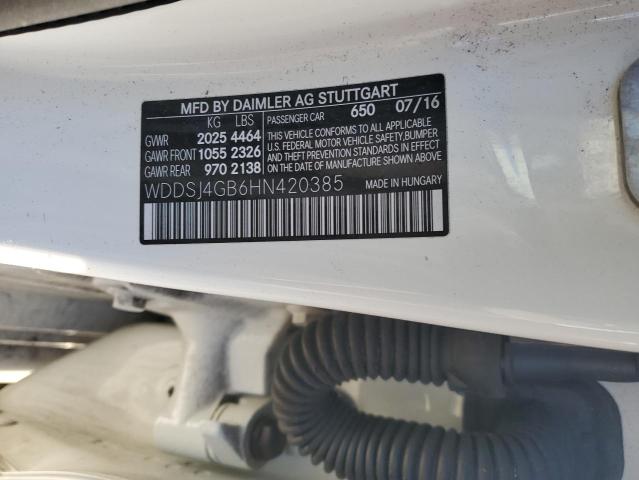 MFD BY DAIMLER AG STUTTGART
KG LBS
GVWR 2025 4464
GAWR FRONT 1055 2326
GAWR REAR 970 2138
PASSENGER CAR 650 07/16
THIS VEHICLE CONFORMS TO ALL APPLICABLE
U.S. FEDERAL MOTOR VEHICLE SAFETY,BUMPER
AND THEFT PREVENTION STANDARDS IN EFFECT
ON THE DATE OF MANUFACTURE SHOWN ABOVE.
WDDSJ4GB6HN420385 MADE IN HUNGARY